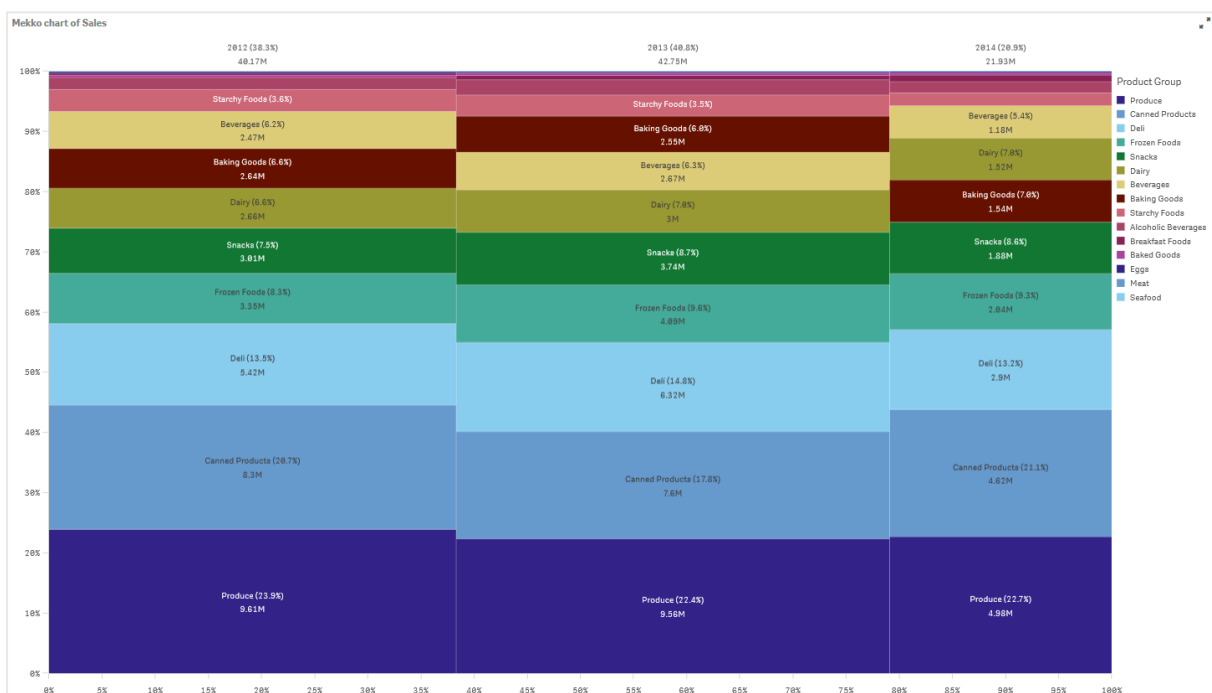 Mekko chart of Sales
2012 (38.3%)
40.17M
2013 (40.8%)
42.75M
2014 (20.9%)
21.93M
100%
90%
80%
70%
60%
50%
40%
30%
20%
10%
0%
Starchy Foods (3.6%)
Beverages (6.2%)
2.47M
Baking Goods (6.6%)
2.64M
Dairy (6.6%)
2.66M
Snacks (7.5%)
3.01M
Frozen Foods (8.3%)
3.35M
Deli (13.5%)
5.42M
Canned Products (20.7%)
8.3M
Produce (23.9%)
9.61M
Starchy Foods (3.5%)
Baking Goods (6.0%)
2.55M
Beverages (6.3%)
2.67M
Dairy (7.0%)
3M
Snacks (8.7%)
3.74M
Frozen Foods (9.6%)
4.09M
Deli (14.8%)
6.32M
Canned Products (17.8%)
7.6M
Produce (22.4%)
9.56M
Beverages (5.4%)
1.18M
Dairy (7.0%)
1.52M
Baking Goods (7.0%)
1.54M
Snacks (8.6%)
1.88M
Frozen Foods (9.3%)
2.04M
Deli (13.2%)
2.9M
Canned Products (21.1%)
4.62M
Produce (22.7%)
4.98M
Product Group
Produce
Canned Products
Deli
Frozen Foods
Snacks
Dairy
Beverages
Baking Goods
Starchy Foods
Alcoholic Beverages
Breakfast Foods
Baked Goods
Eggs
Meat
Seafood
0% 5% 10% 15% 20% 25% 30% 35% 40% 45% 50% 55% 60% 65% 70% 75% 80% 85% 90% 95% 100%